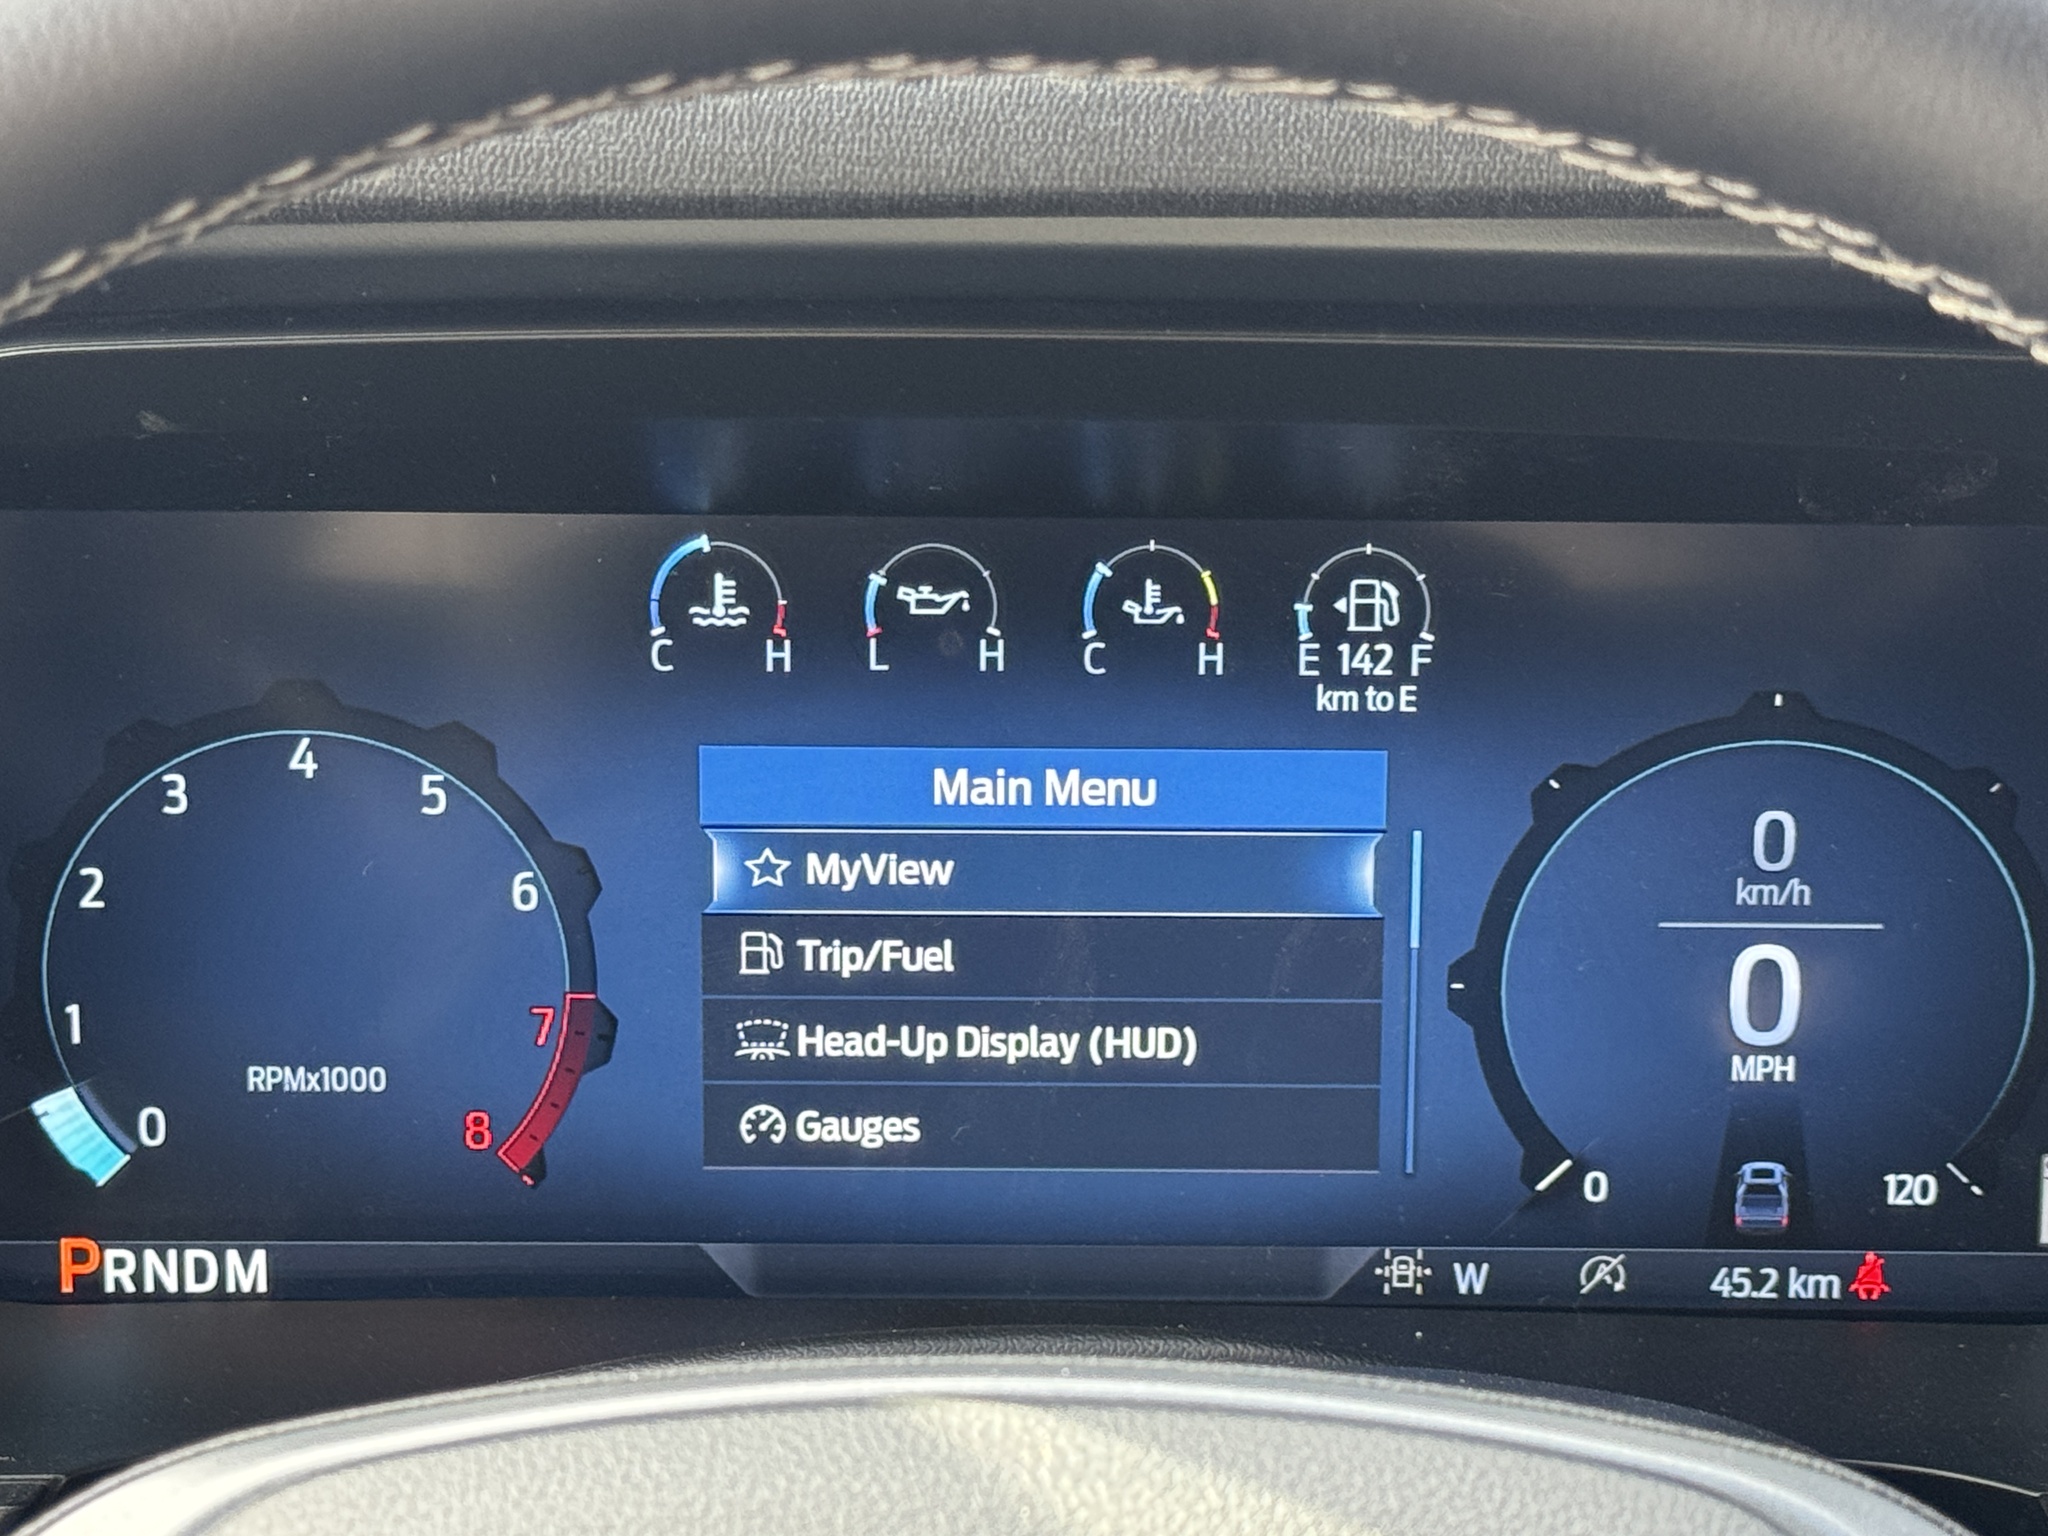 C H
L H
C H
E 142 F
km to E
0
1
2
3
4
5
6
7
8
RPMx1000
Main Menu
MyView
Trip/Fuel
Head-Up Display (HUD)
Gauges
0
km/h
0
MPH
0
120
PRNDM
W
45.2 km